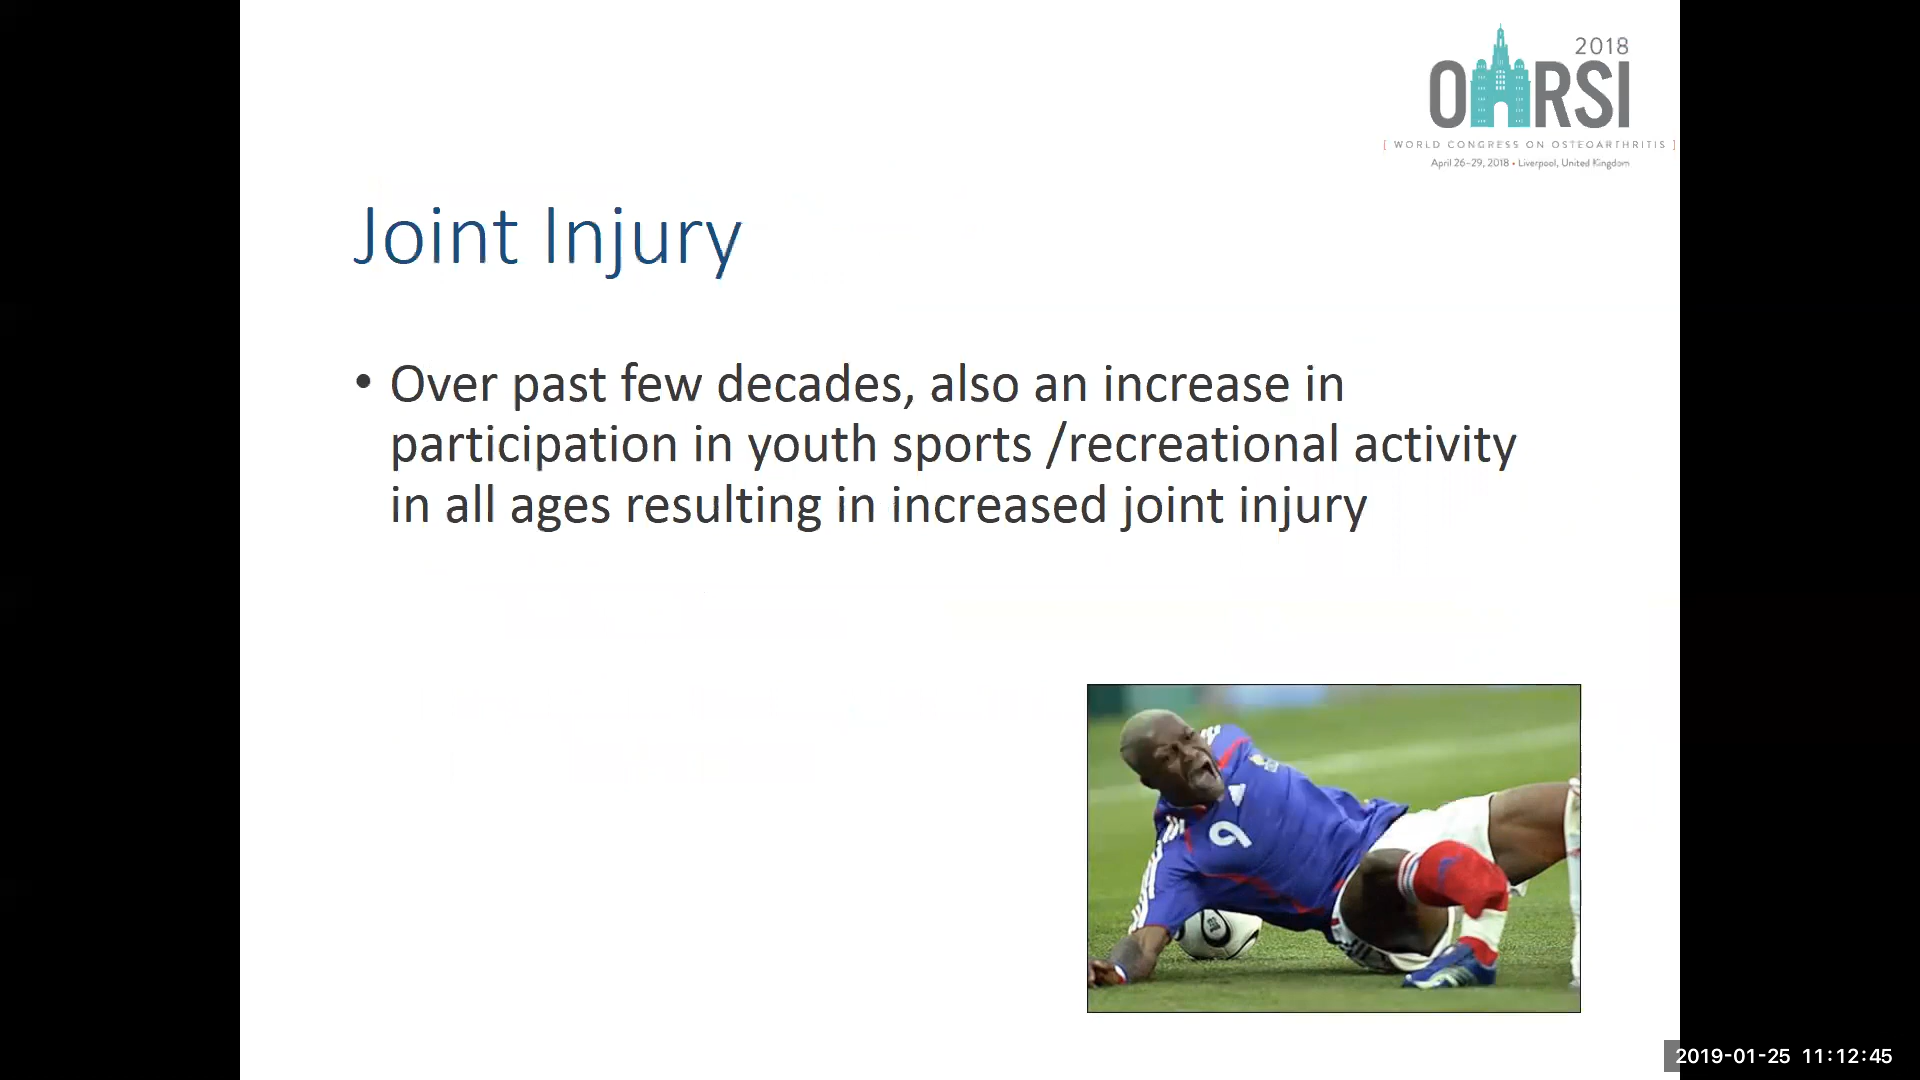 2018
OARSI
[ WORLD CONGRESS ON OSTEOARTHRITIS ]
April 26–29, 2018 • Liverpool, United Kingdom
Joint Injury
• Over past few decades, also an increase in
participation in youth sports /recreational activity
in all ages resulting in increased joint injury
9
2019-01-25 11:12:45